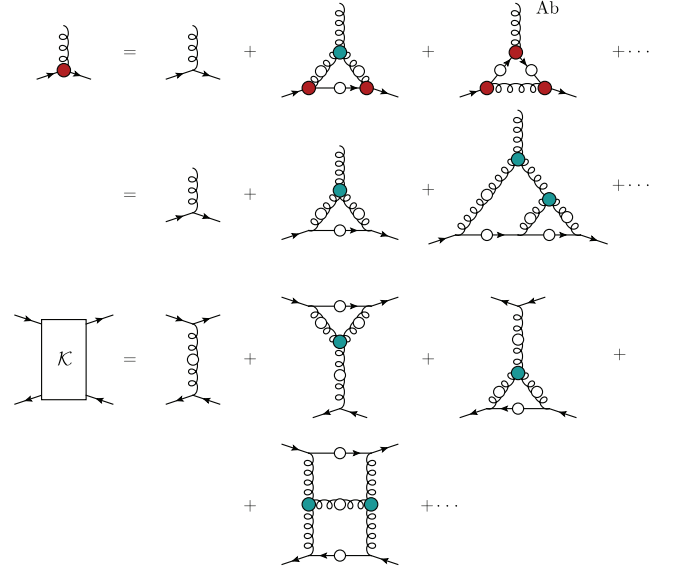 Ab
= + + + ···
= + + + ···
𝒦 = + + +
+ + ···